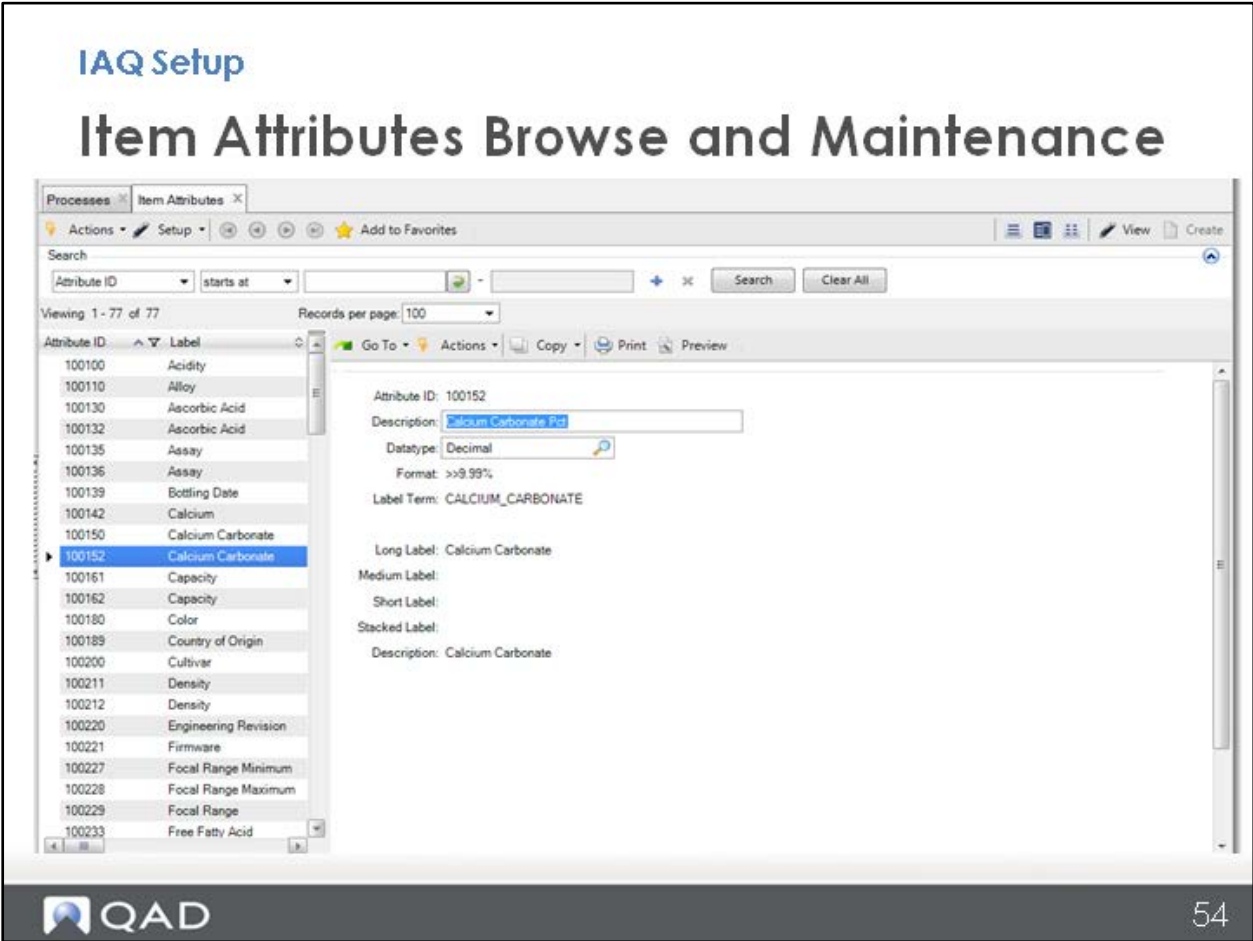 IAQ Setup
Item Attributes Browse and Maintenance
Processes Item Attributes
Actions Setup Add to Favorites View Create
Search
Attribute ID starts at - Search Clear All
Viewing 1 - 77 of 77 Records per page: 100
Attribute ID Label Go To Actions Copy Print Preview
100100 Acidity
100110 Alloy
100130 Ascorbic Acid
100132 Ascorbic Acid
100135 Assay
100136 Assay
100139 Bottling Date
100142 Calcium
100150 Calcium Carbonate
100152 Calcium Carbonate
100161 Capacity
100162 Capacity
100180 Color
100189 Country of Origin
100200 Cultivar
100211 Density
100212 Density
100220 Engineering Revision
100221 Firmware
100227 Focal Range Minimum
100228 Focal Range Maximum
100229 Focal Range
100233 Free Fatty Acid
Attribute ID: 100152
Description: Calcium Carbonate Pct
Datatype: Decimal
Format: >>9.99%
Label Term: CALCIUM_CARBONATE
Long Label: Calcium Carbonate
Medium Label:
Short Label:
Stacked Label:
Description: Calcium Carbonate
QAD
54